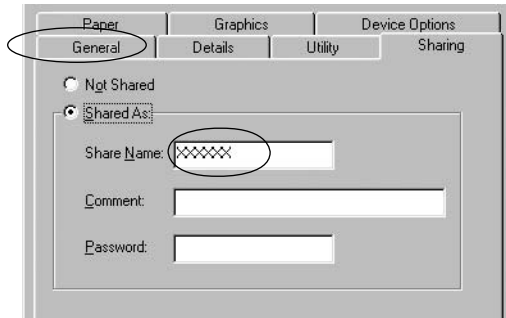 Paper Graphics Device Options
General Details Utility Sharing
Not Shared
Shared As:
Share Name: XXXXXX
Comment:
Password: